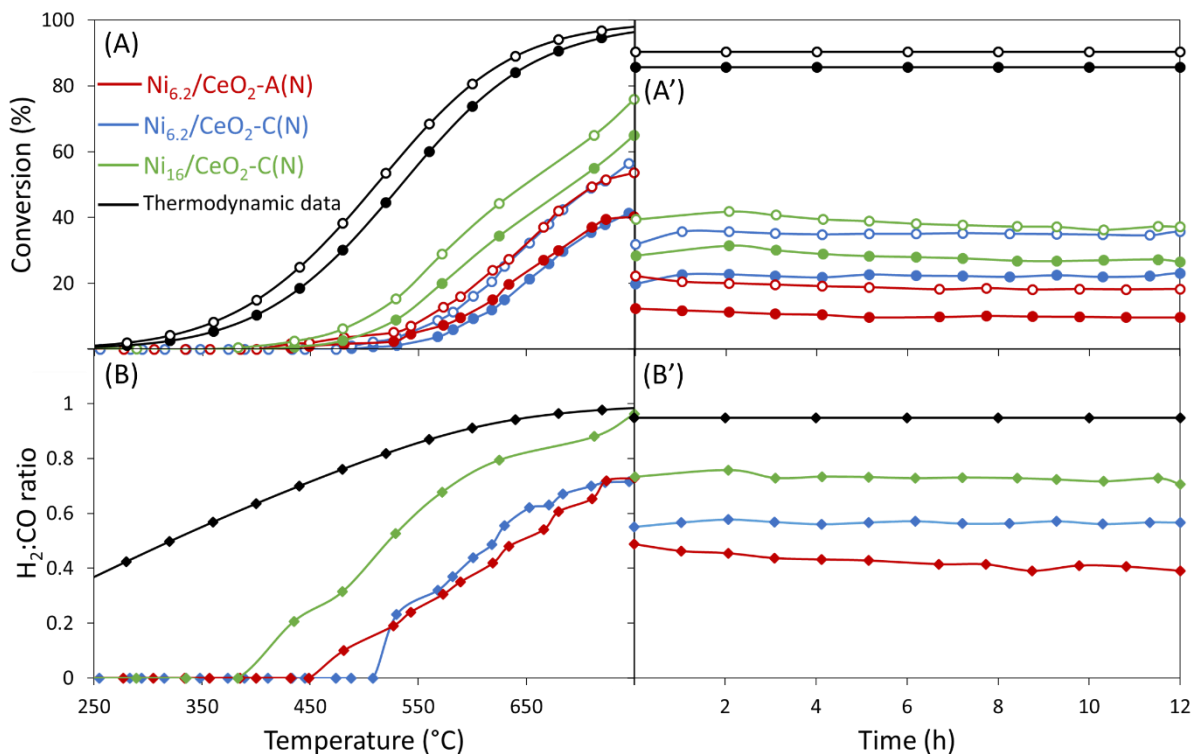 100
80
60
40
20
Conversion (%)
(A)
Ni6.2/CeO2-A(N)
Ni6.2/CeO2-C(N)
Ni16/CeO2-C(N)
Thermodynamic data
(A’)
1
0.8
0.6
0.4
0.2
0
H2:CO ratio
(B)
(B’)
250
350
450
550
650
2
4
6
8
10
12
Temperature (°C)
Time (h)